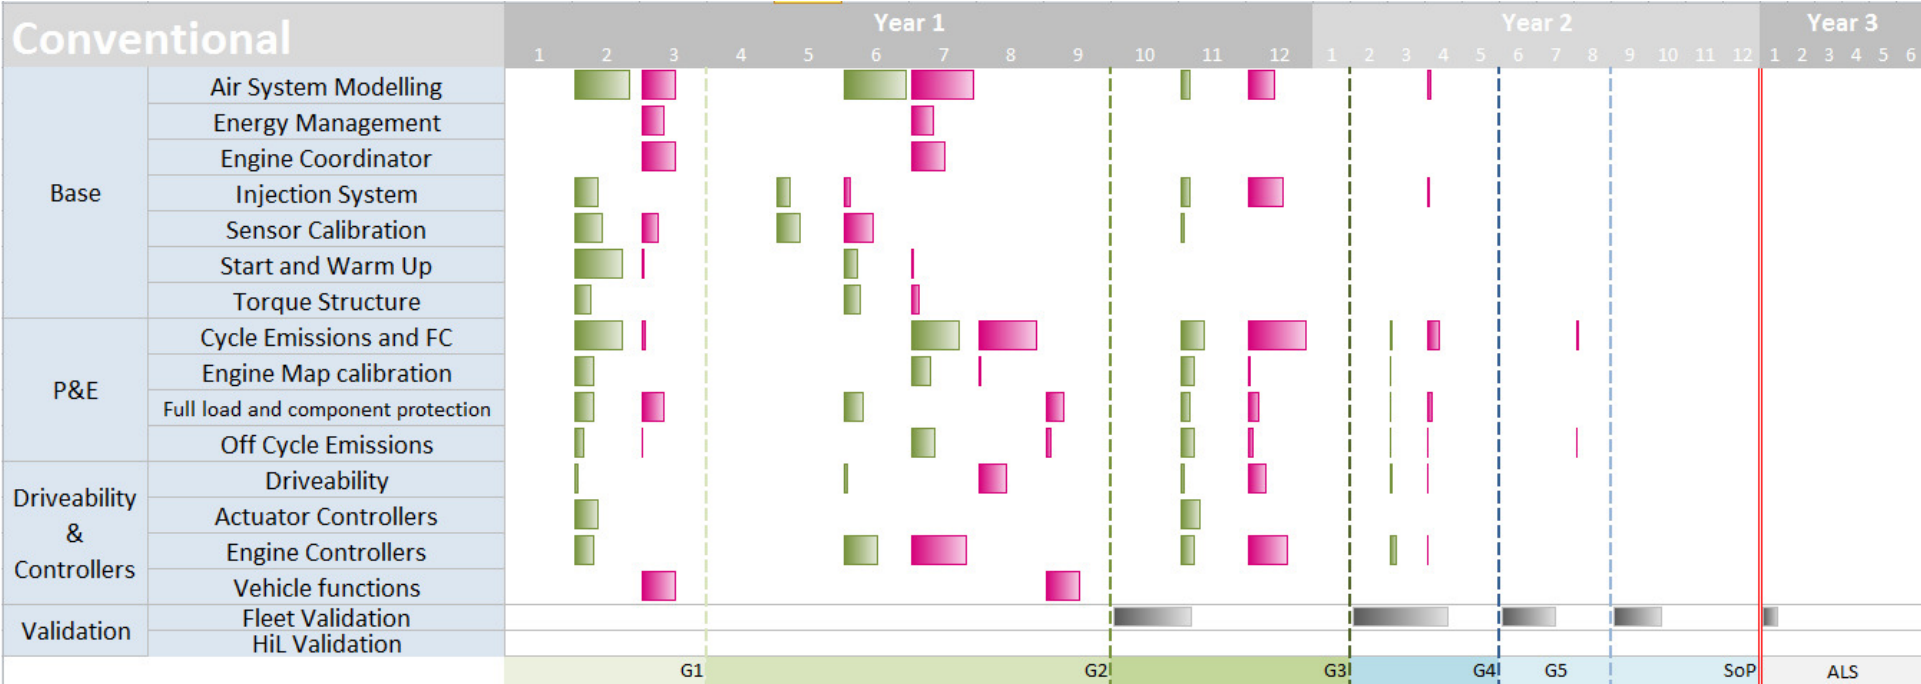 Conventional
Year 1 Year 2 Year 3
1 2 3 4 5 6 7 8 9 10 11 12 1 2 3 4 5 6 7 8 9 10 11 12 1 2 3 4 5 6
Base
Air System Modelling
Energy Management
Engine Coordinator
Injection System
Sensor Calibration
Start and Warm Up
Torque Structure
P&E
Cycle Emissions and FC
Engine Map calibration
Full load and component protection
Off Cycle Emissions
Driveability
&
Controllers
Driveability
Actuator Controllers
Engine Controllers
Vehicle functions
Validation
Fleet Validation
HiL Validation
G1 G2 G3 G4 G5 SoP ALS